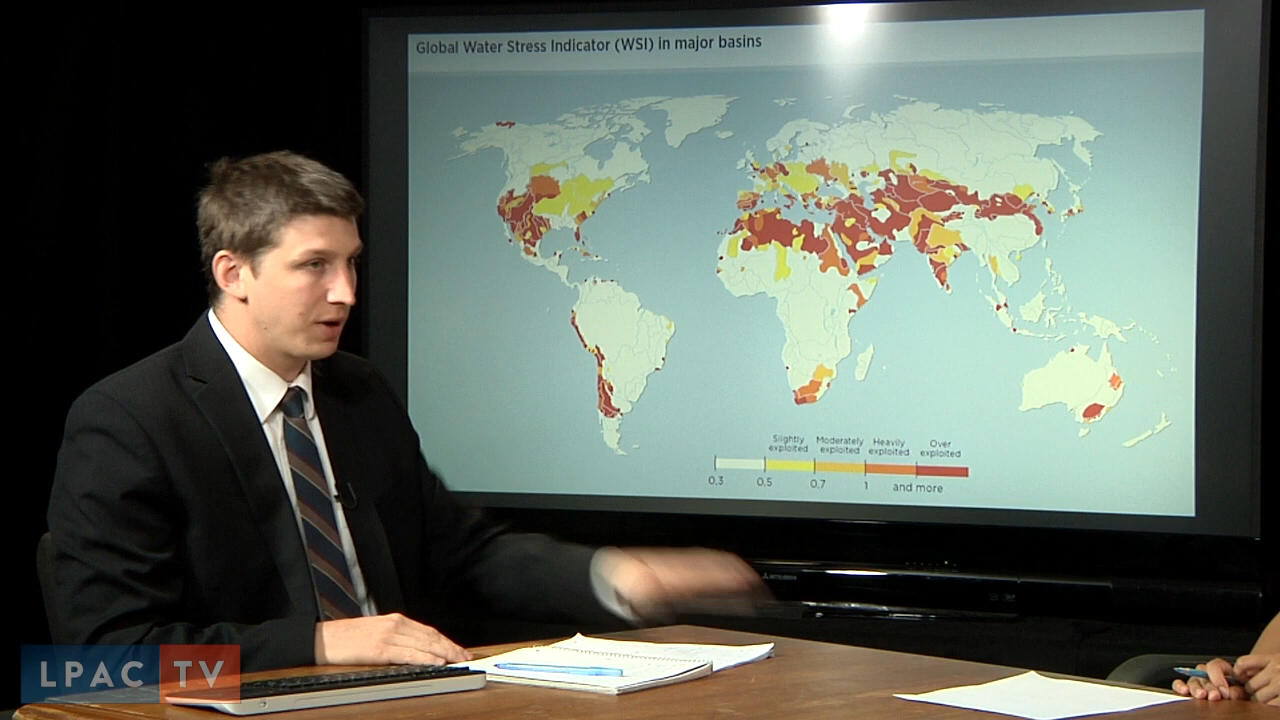 Global Water Stress Indicator (WSI) in major basins
Slightly exploited
Moderately exploited
Heavily exploited
Over exploited
0,3 0,5 0,7 1 and more
MITSUBISHI
LPAC TV